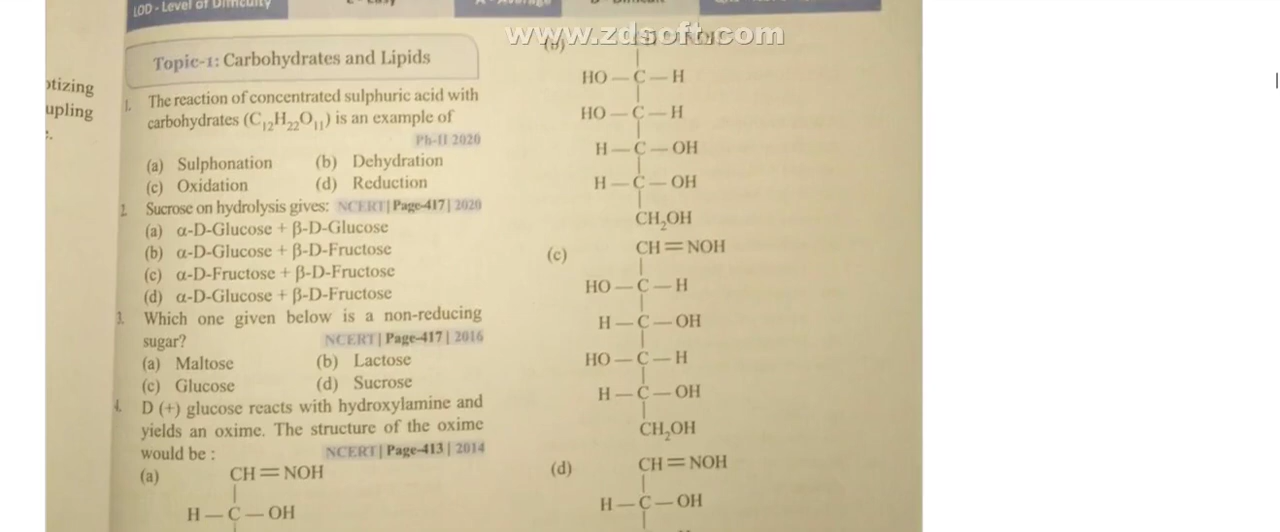 LOD - Level of Difficulty
www.zdsoft.com
otizing
upling
Topic-1: Carbohydrates and Lipids
1. The reaction of concentrated sulphuric acid with
carbohydrates (C₁₂H₂₂O₁₁) is an example of
Ph-II 2020
(a) Sulphonation (b) Dehydration
(c) Oxidation (d) Reduction
2. Sucrose on hydrolysis gives: NCERT | Page-417 | 2020
(a) α-D-Glucose + β-D-Glucose
(b) α-D-Glucose + β-D-Fructose
(c) α-D-Fructose + β-D-Fructose
(d) α-D-Glucose + β-D-Fructose
3. Which one given below is a non-reducing
sugar? NCERT | Page-417 | 2016
(a) Maltose (b) Lactose
(c) Glucose (d) Sucrose
4. D (+) glucose reacts with hydroxylamine and
yields an oxime. The structure of the oxime
would be : NCERT | Page-413 | 2014
(a) CH=NOH
H—C—OH
(b)
HO—C—H
HO—C—H
H—C—OH
H—C—OH
CH₂OH
(c) CH=NOH
HO—C—H
H—C—OH
HO—C—H
H—C—OH
CH₂OH
(d) CH=NOH
H—C—OH